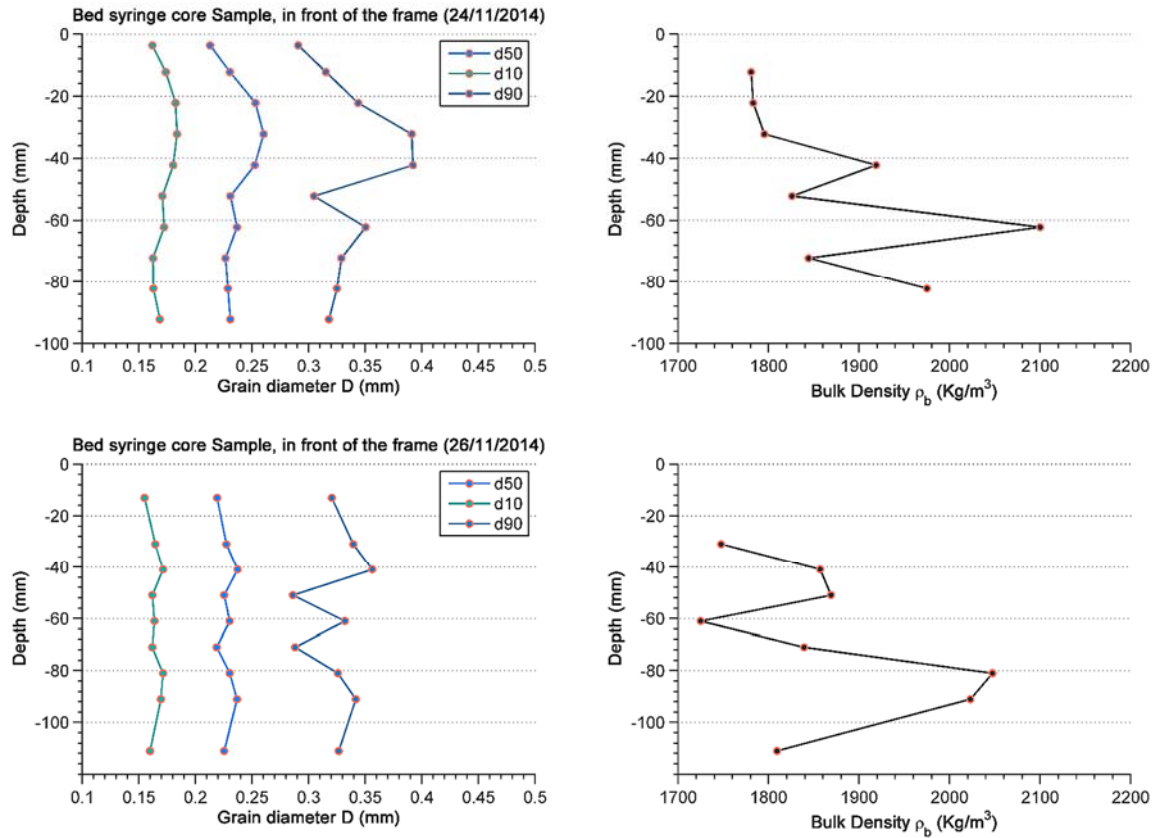 Bed syringe core Sample, in front of the frame (24/11/2014)
0
-20
-40
-60
-80
-100
Depth (mm)
d50
d10
d90
0.1 0.15 0.2 0.25 0.3 0.35 0.4 0.45 0.5
Grain diameter D (mm)
0
-20
-40
-60
-80
-100
Depth (mm)
1700 1800 1900 2000 2100 2200
Bulk Density ρb (Kg/m³)
Bed syringe core Sample, in front of the frame (26/11/2014)
0
-20
-40
-60
-80
-100
Depth (mm)
d50
d10
d90
0.1 0.15 0.2 0.25 0.3 0.35 0.4 0.45 0.5
Grain diameter D (mm)
0
-20
-40
-60
-80
-100
Depth (mm)
1700 1800 1900 2000 2100 2200
Bulk Density ρb (Kg/m³)